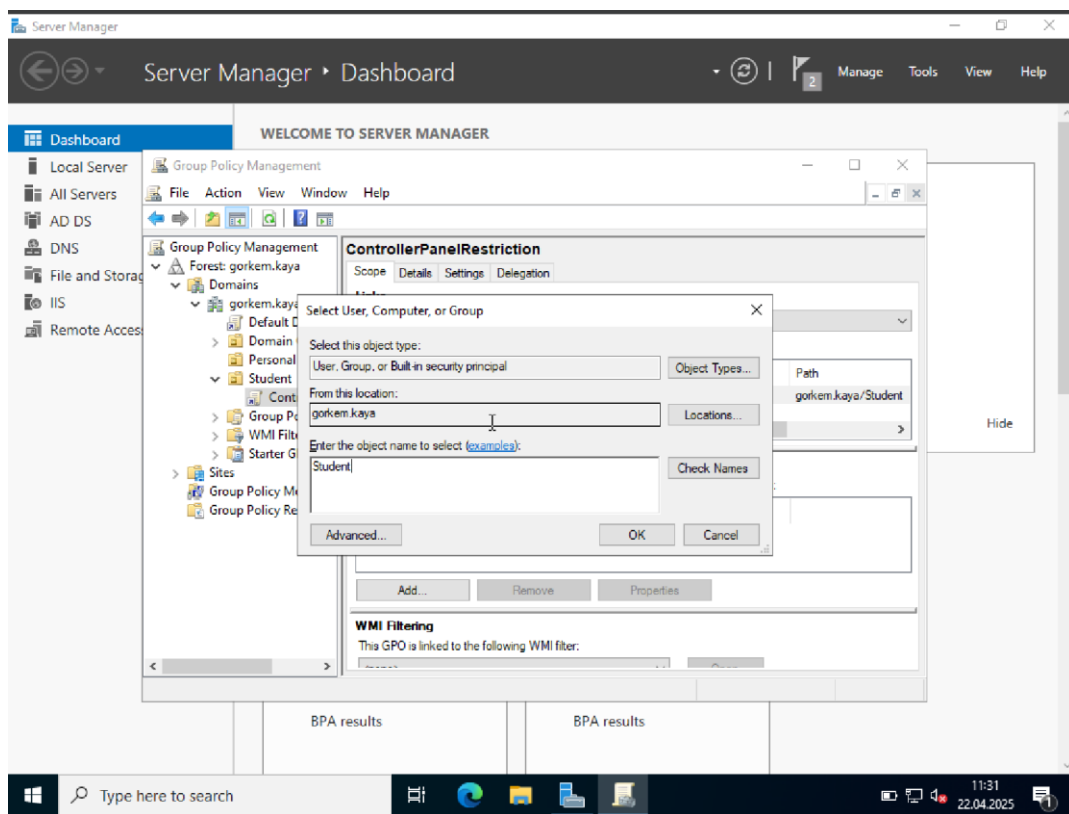 Server Manager
Server Manager • Dashboard
2
Manage Tools View Help
Dashboard
Local Server
All Servers
AD DS
DNS
File and Storag
IIS
Remote Acces
WELCOME TO SERVER MANAGER
Hide
Group Policy Management
File Action View Window Help
Group Policy Management
Forest: gorkem.kaya
Domains
gorkem.kaya
Default D
Domain
Personal
Student
Cont
Group Po
WMI Filt
Starter G
Sites
Group Policy Mo
Group Policy Re
ControllerPanelRestriction
Scope Details Settings Delegation
Path
gorkem.kaya/Student
Select User, Computer, or Group
Select this object type:
User, Group, or Built-in security principal
Object Types...
From this location:
gorkem.kaya
Locations...
Enter the object name to select (examples):
Student
Check Names
Advanced...
OK
Cancel
Add...
Remove
Properties
WMI Filtering
This GPO is linked to the following WMI filter:
BPA results
BPA results
Type here to search
11:31
22.04.2025
1